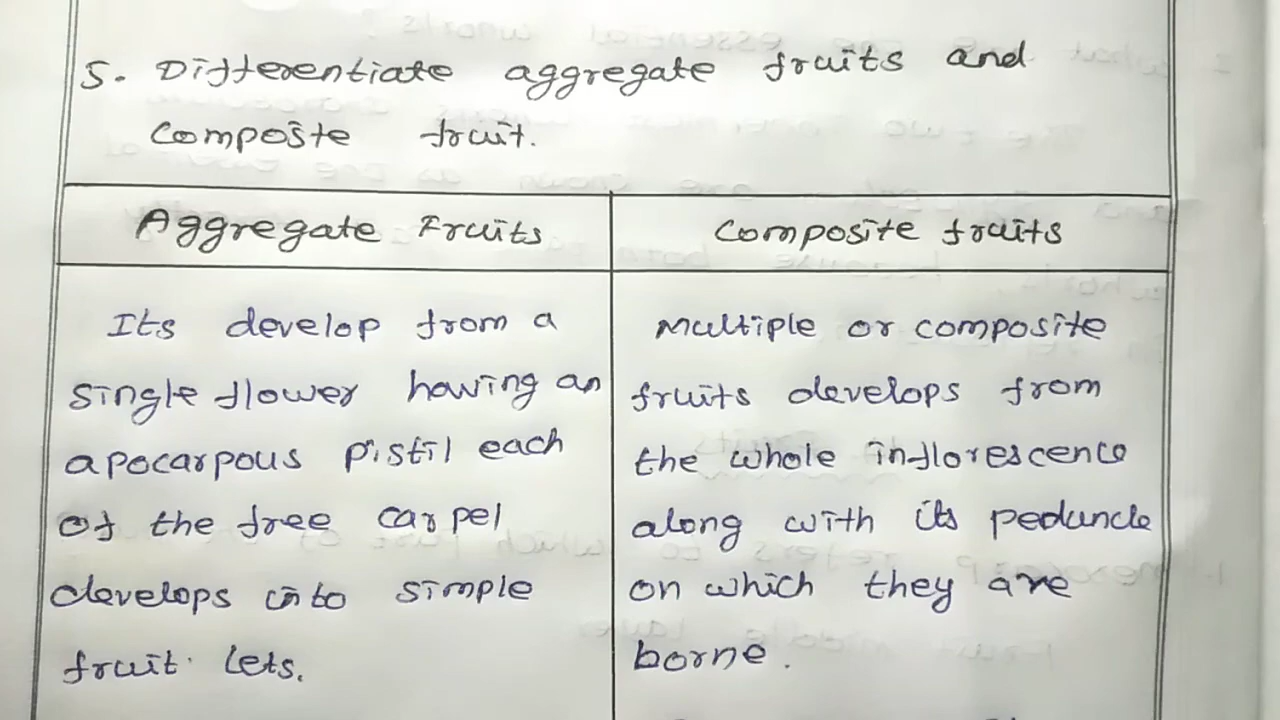 5. Differentiate aggregate fruits and
composite fruit.
Aggregate Fruits
Composite fruits
Its develop from a
single flower having an
apocarpous pistil each
of the free carpel
develops into simple
fruit lets.
Multiple or composite
fruits develops from
the whole inflorescence
along with its peduncle
on which they are
borne.